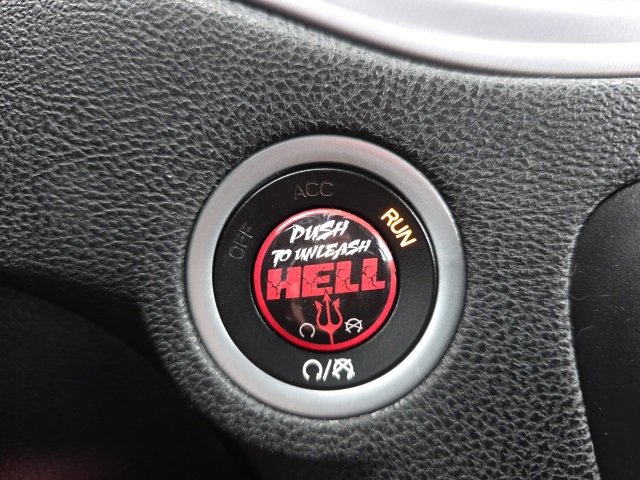 OFF
ACC
RUN
PUSH
TO UNLEASH
HELL